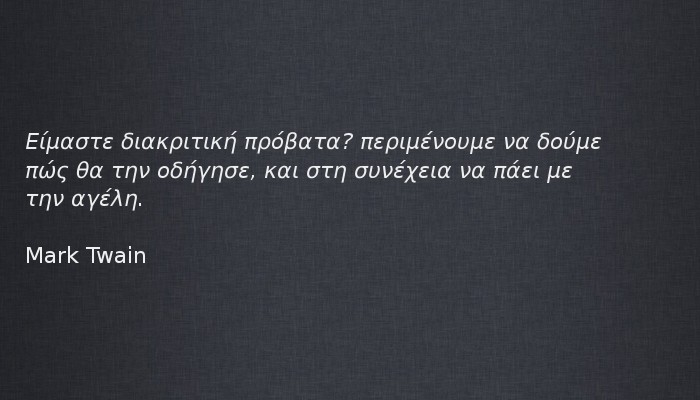 Είμαστε διακριτική πρόβατα? περιμένουμε να δούμε
πώς θα την οδήγησε, και στη συνέχεια να πάει με
την αγέλη.
Mark Twain